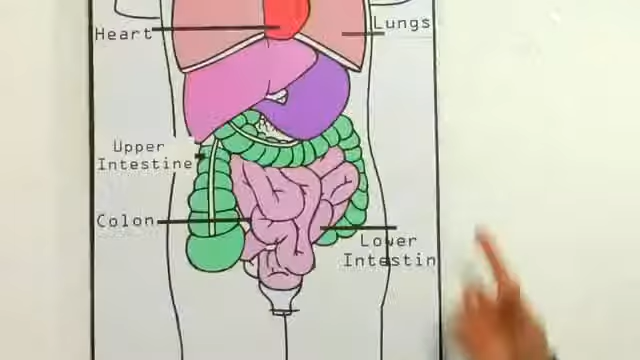 Heart
Lungs
Upper
Intestine
Colon
Lower
Intestin